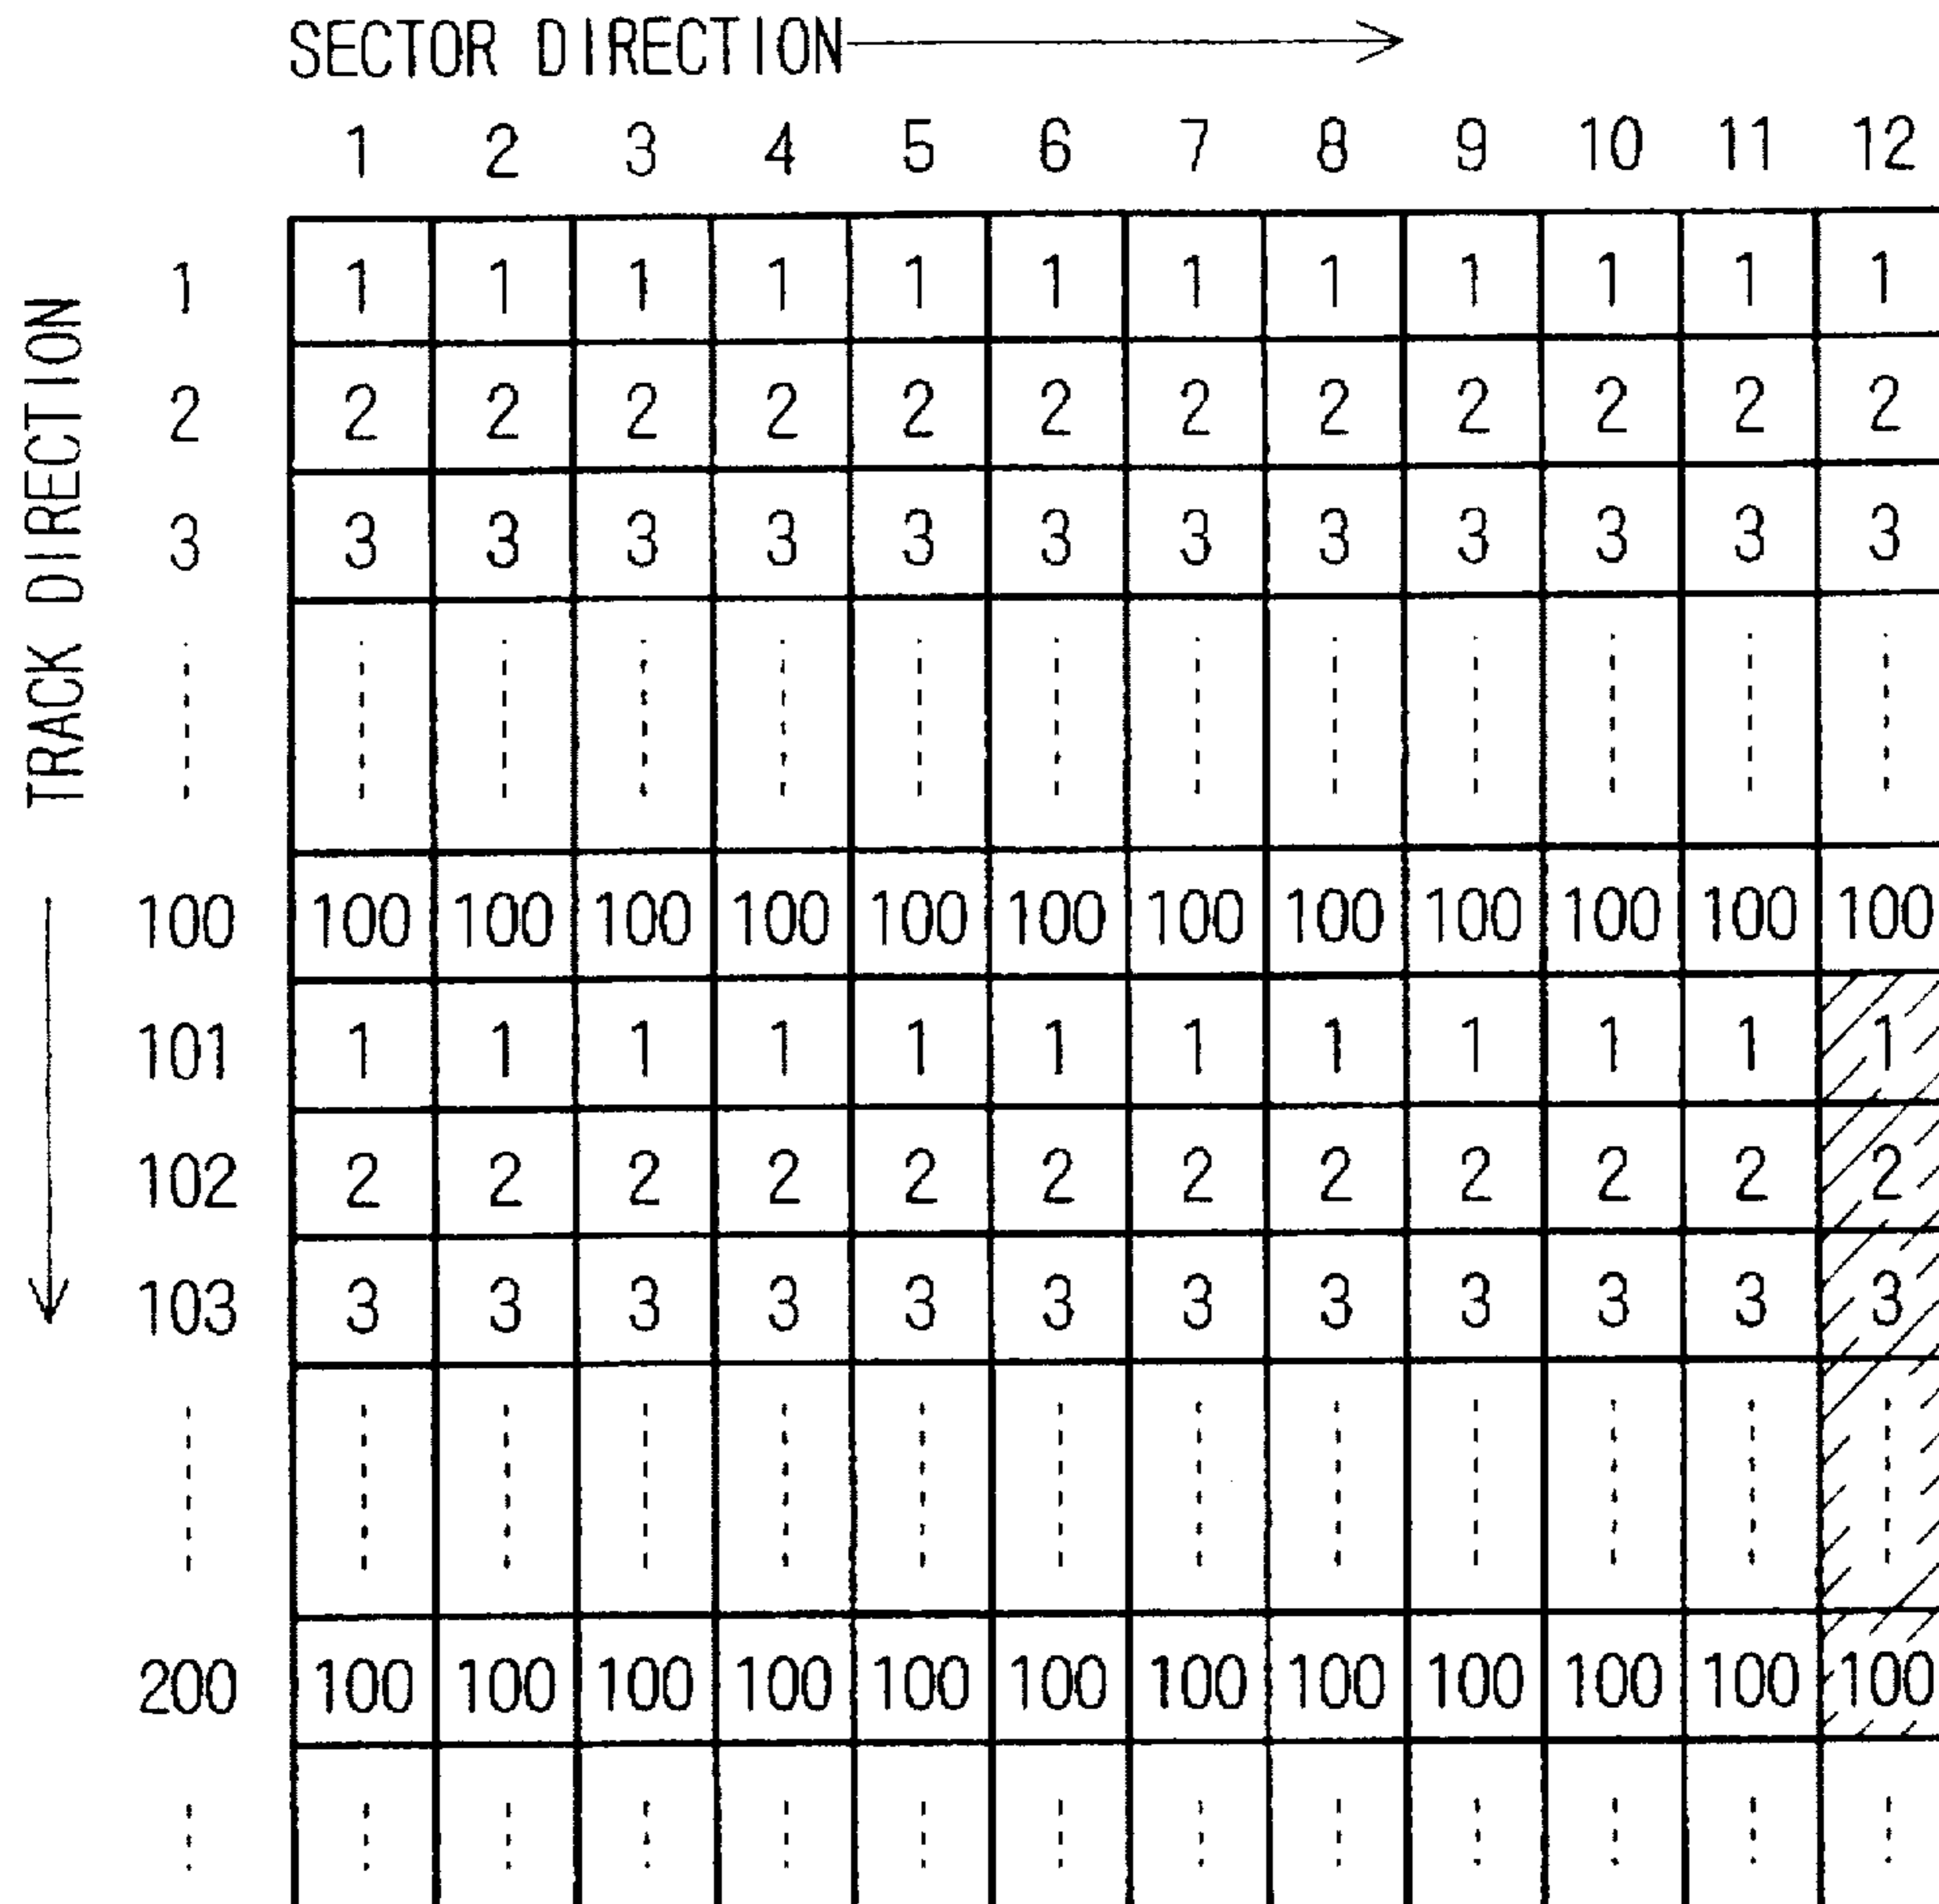 SECTOR DIRECTION
1 2 3 4 5 6 7 8 9 10 11 12
TRACK DIRECTION
1 1 1 1 1 1 1 1 1 1 1 1 1
2 2 2 2 2 2 2 2 2 2 2 2 2
3 3 3 3 3 3 3 3 3 3 3 3 3
100 100 100 100 100 100 100 100 100 100 100 100 100
101 1 1 1 1 1 1 1 1 1 1 1 1
102 2 2 2 2 2 2 2 2 2 2 2 2
103 3 3 3 3 3 3 3 3 3 3 3 3
200 100 100 100 100 100 100 100 100 100 100 100 100